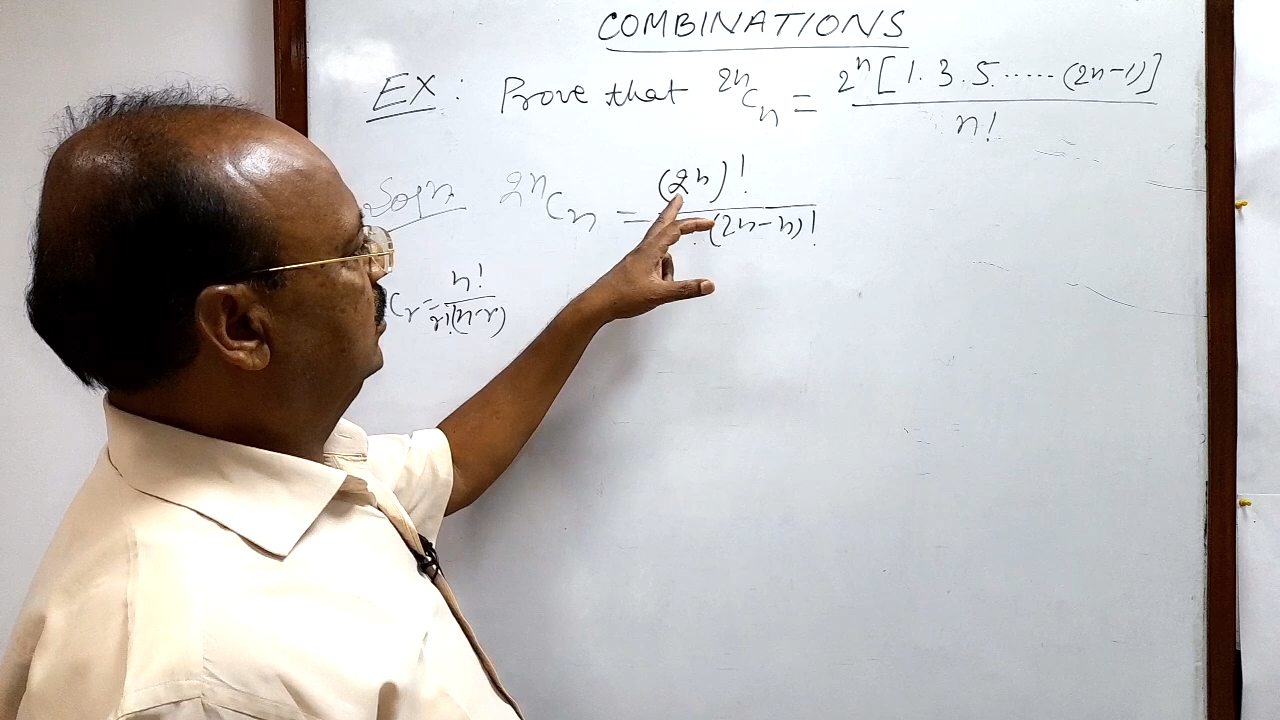 COMBINATIONS
EX : Prove that ²ⁿCₙ = 2ⁿ[1.3.5.....(2n-1)] / n!
Solⁿ ²ⁿCₙ = (2n)! / (2n-n)!
Cᵣ = n! / r!(n-r)